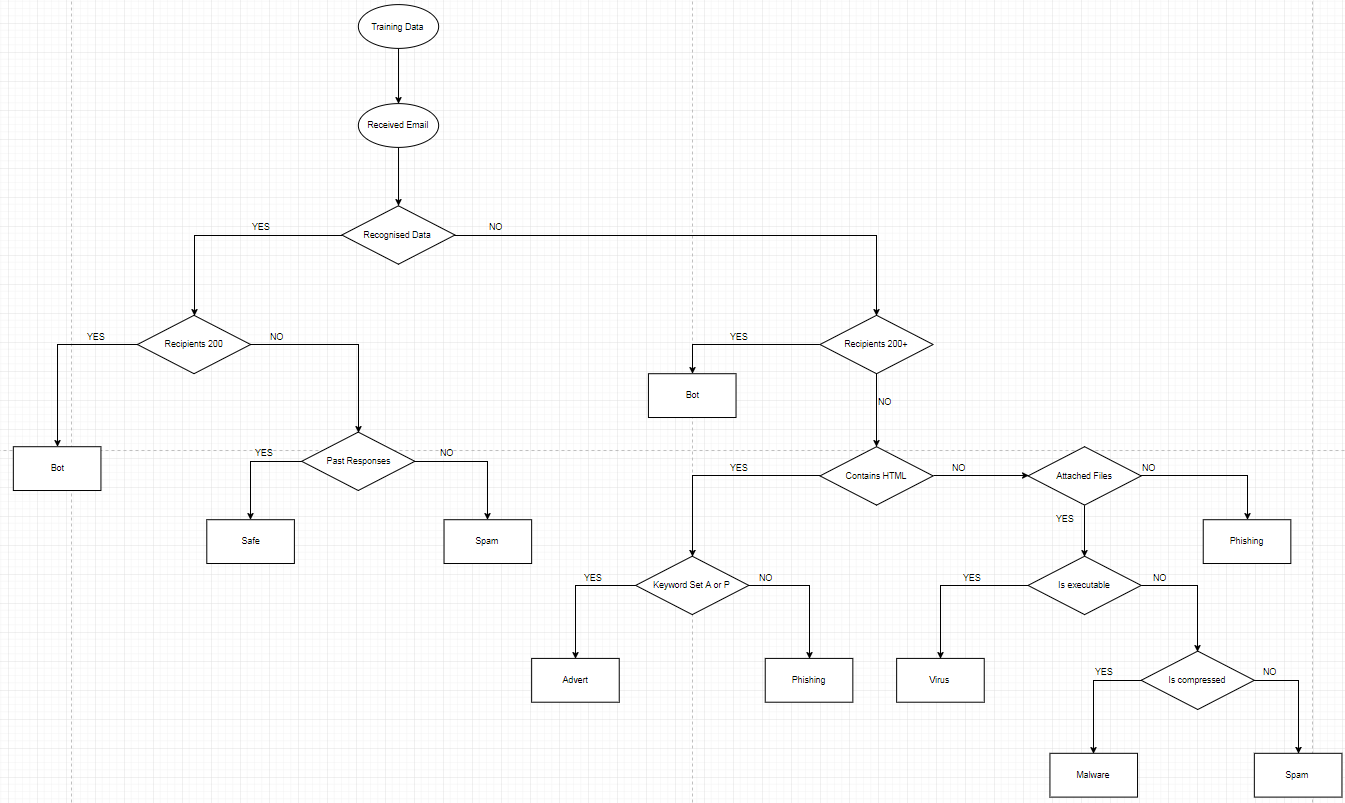 Training Data
Received Email
YES
NO
Recognised Data
YES
NO
YES
Recipients 200
Recipients 200+
Bot
NO
YES
NO
YES
NO
NO
Past Responses
Bot
Contains HTML
Attached Files
YES
Safe
Spam
Phishing
YES
NO
YES
NO
Keyword Set A or P
Is executable
YES
NO
Advert
Phishing
Virus
Is compressed
Malware
Spam